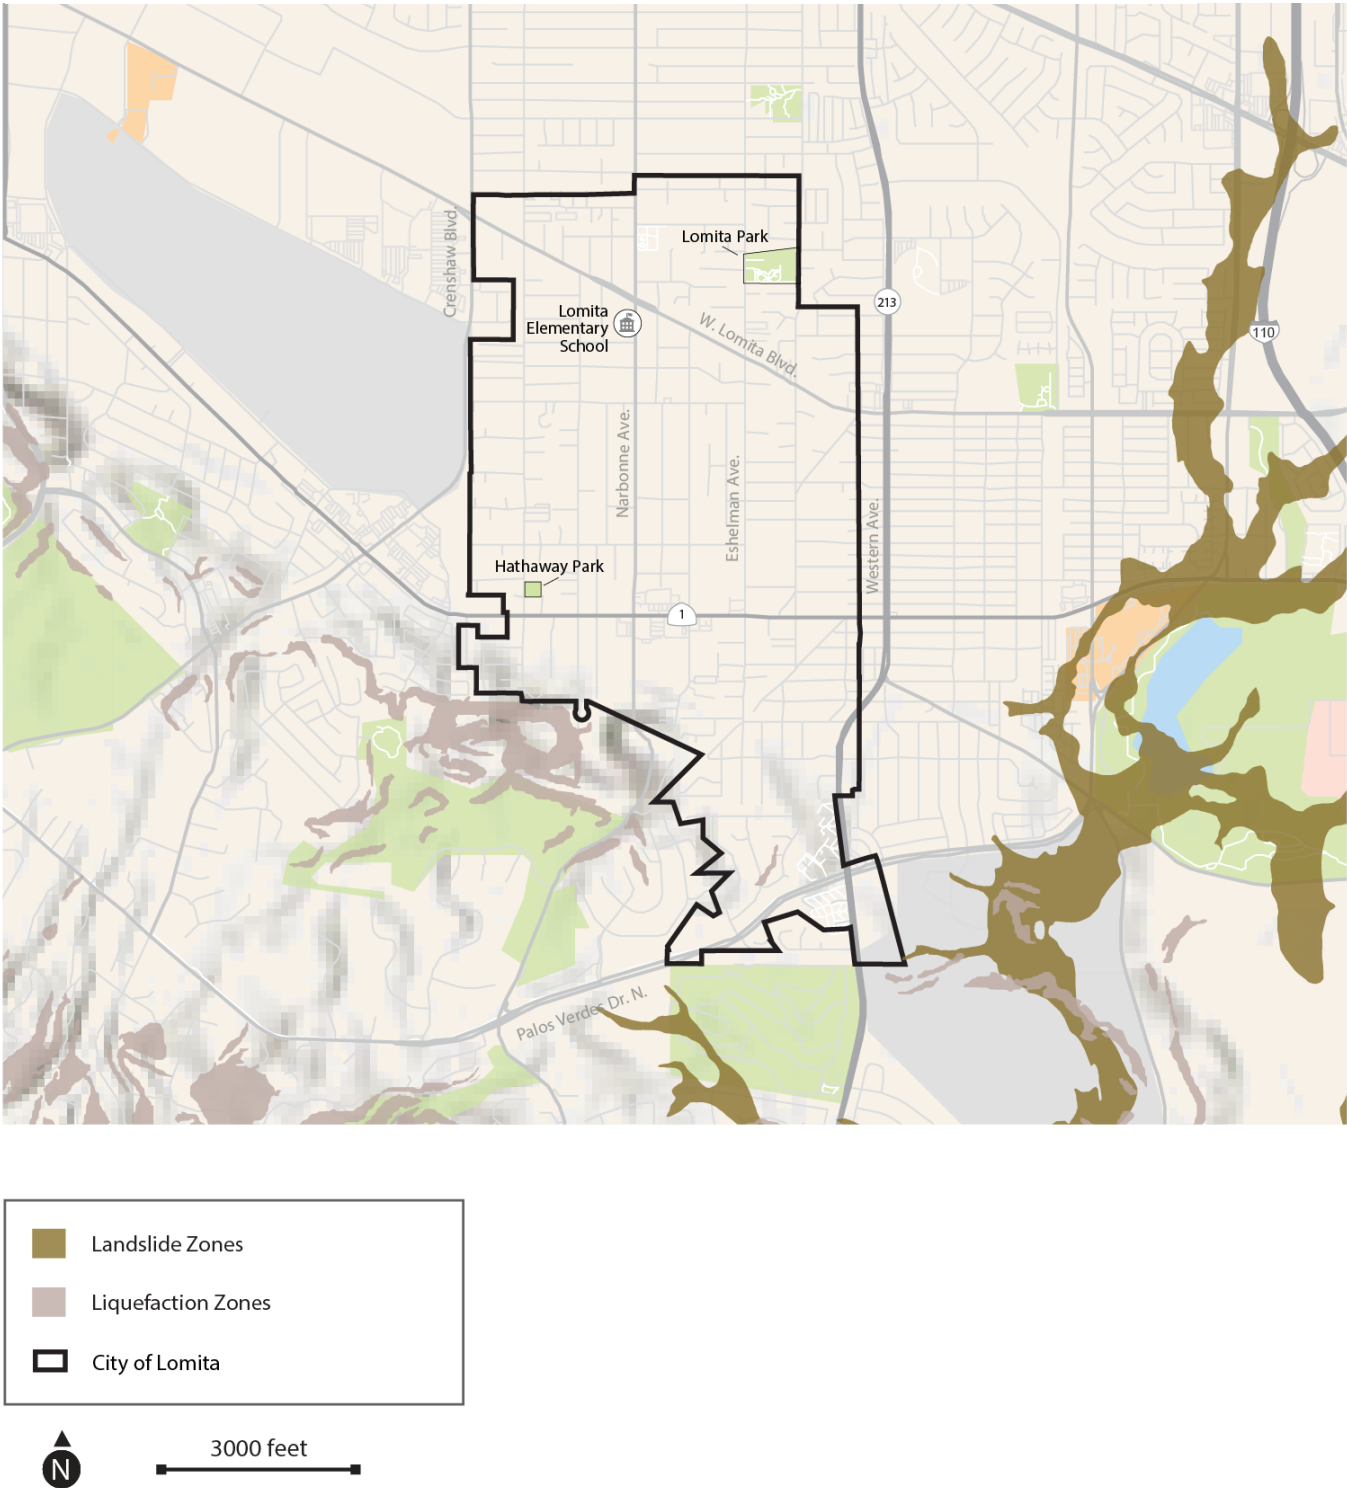 Lomita Park
Crenshaw Blvd.
213
Lomita
Elementary
School
W. Lomita Blvd.
110
Narbonne Ave.
Eshelman Ave.
Western Ave.
Hathaway Park
1
Palos Verdes Dr. N.
Landslide Zones
Liquefaction Zones
City of Lomita
3000 feet
N